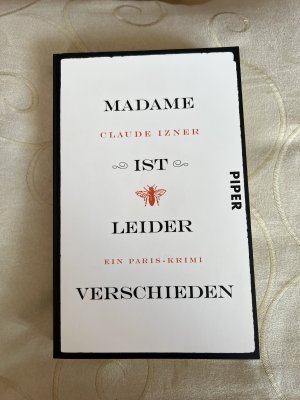 MADAME
CLAUDE IZNER
IST
LEIDER
EIN PARIS-KRIMI
VERSCHIEDEN
PIPER